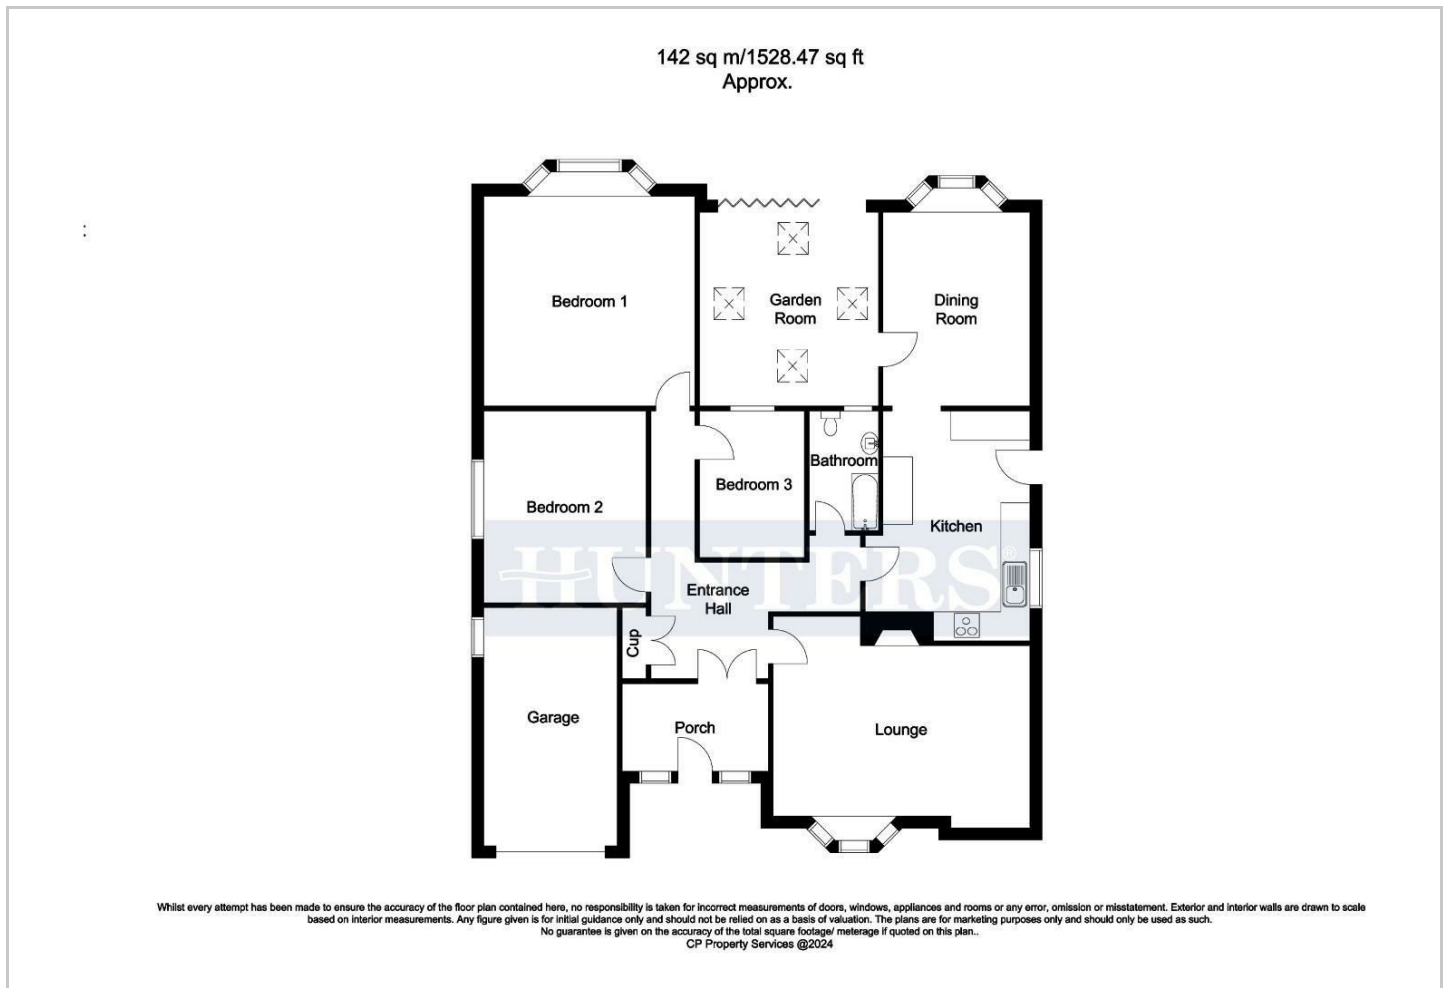 142 sq m/1528.47 sq ft
Approx.
:
Bedroom 1
Garden
Room
Dining
Room
Bedroom 2
Bedroom 3
Bathroom
Kitchen
HUNTERS®
Entrance
Hall
Cup
Garage
Porch
Lounge
Whilst every attempt has been made to ensure the accuracy of the floor plan contained here, no responsibility is taken for incorrect measurements of doors, windows, appliances and rooms or any error, omission or misstatement. Exterior and interior walls are drawn to scale
based on interior measurements. Any figure given is for initial guidance only and should not be relied on as a basis of valuation. The plans are for marketing purposes only and should only be used as such.
No guarantee is given on the accuracy of the total square footage/ meterage if quoted on this plan..
CP Property Services @2024